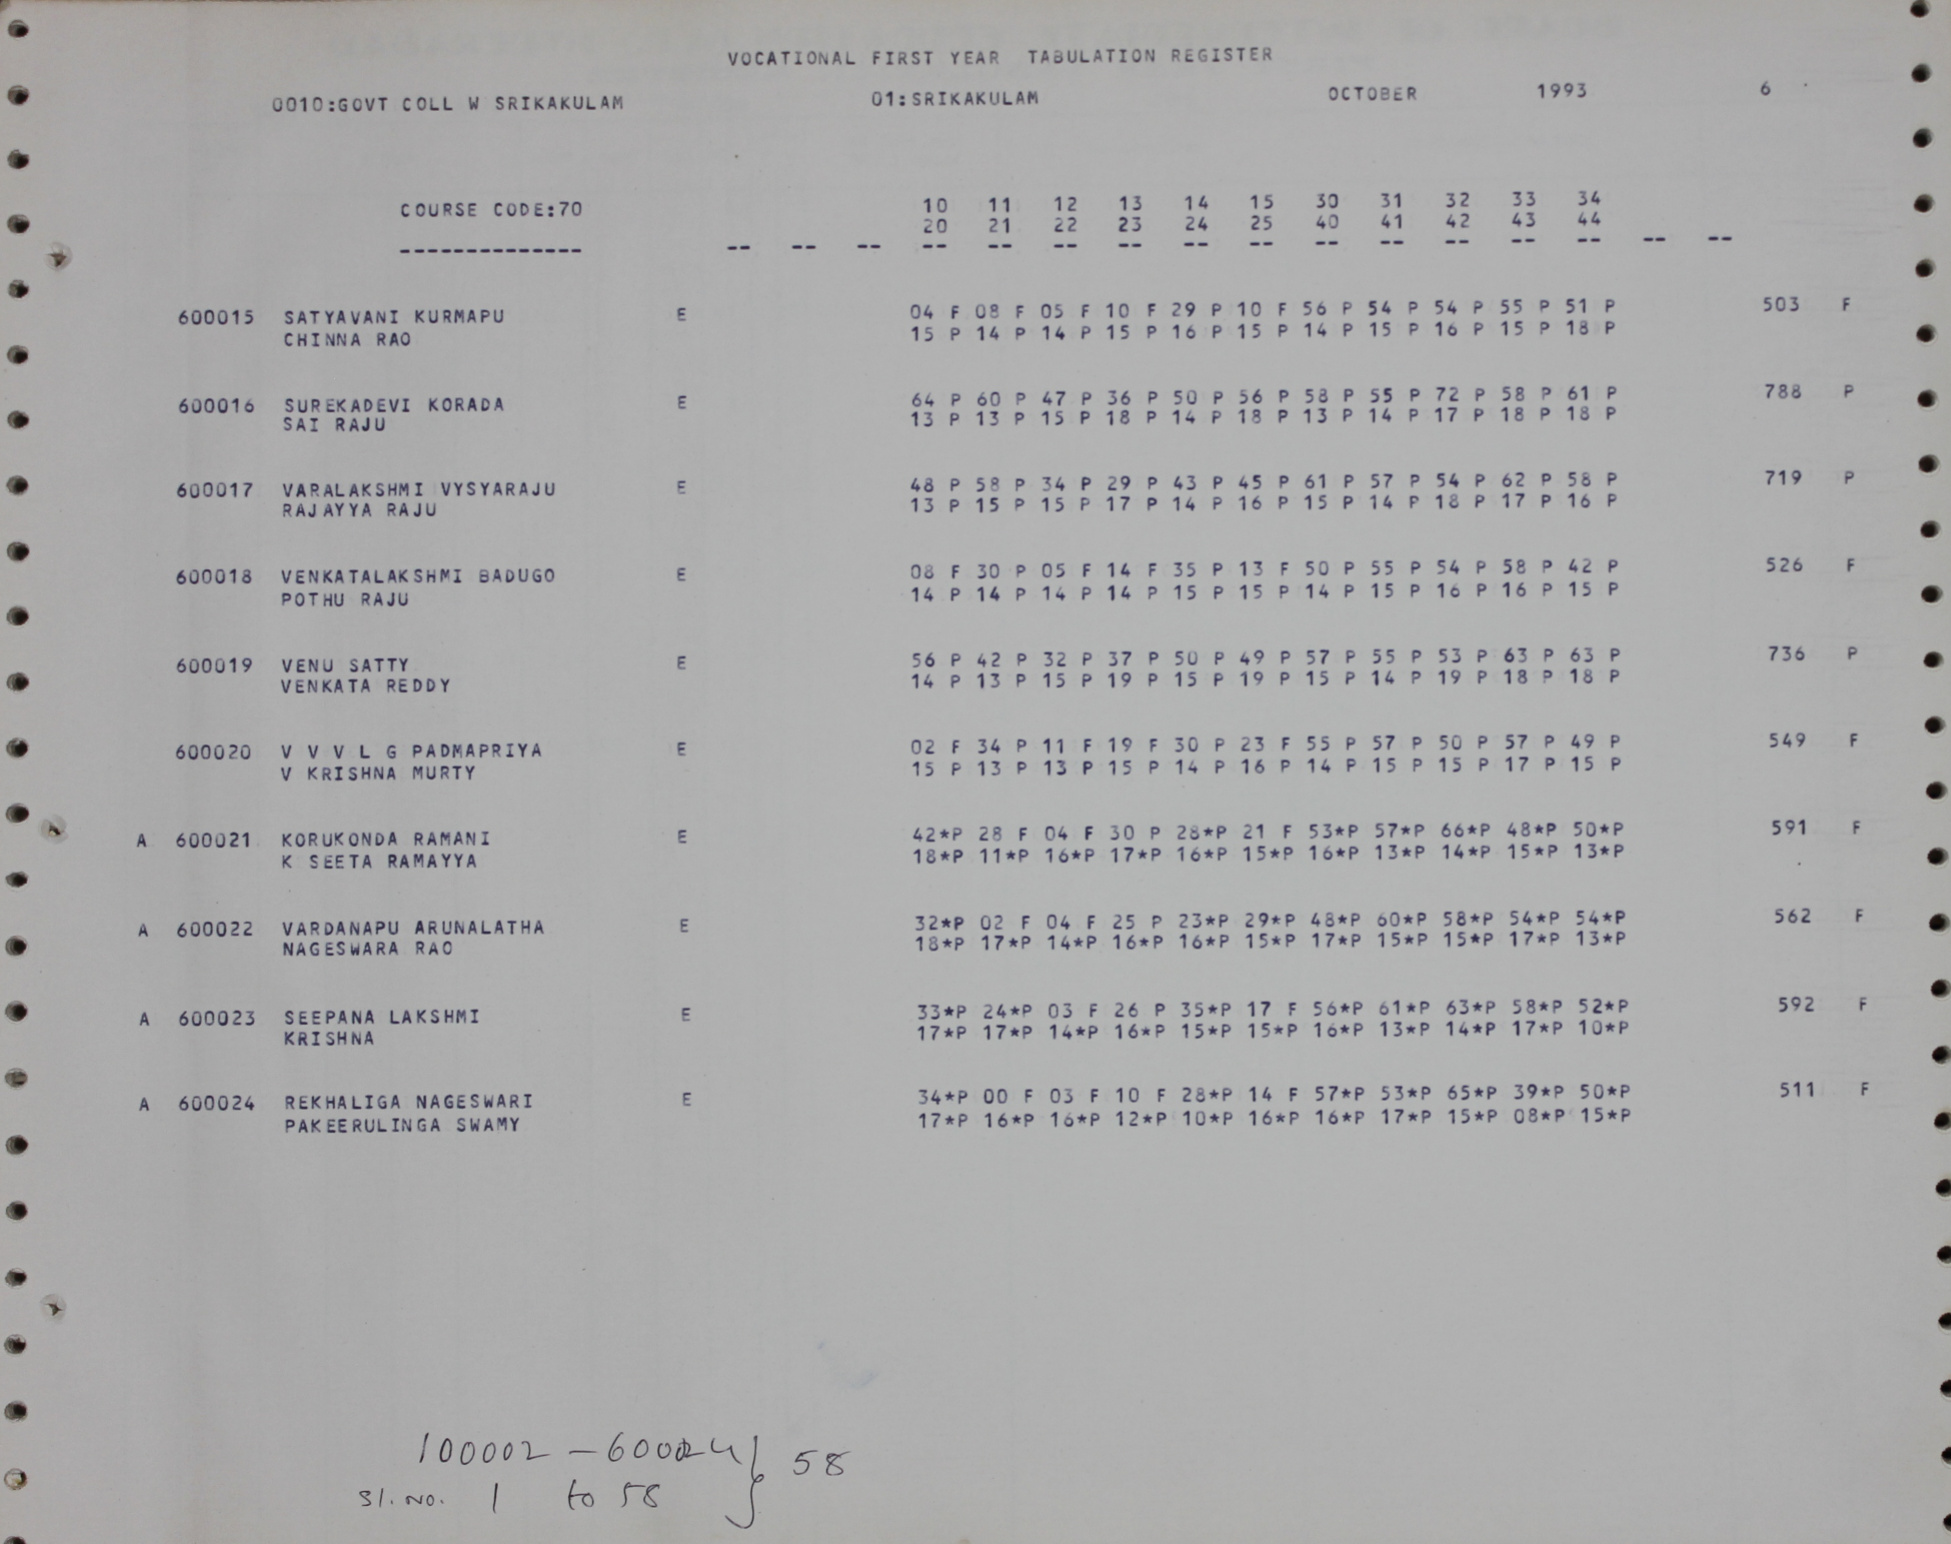 VOCATIONAL FIRST YEAR TABULATION REGISTER
0010:GOVT COLL W SRIKAKULAM 01:SRIKAKULAM OCTOBER 1993 6
COURSE CODE:70 10 11 12 13 14 15 30 31 32 33 34
20 21 22 23 24 25 40 41 42 43 44
-------------- -- -- -- -- -- -- -- -- -- -- -- -- -- -- -- --
600015 SATYAVANI KURMAPU E 04 F 08 F 05 F 10 F 29 P 10 F 56 P 54 P 54 P 55 P 51 P 503 F
CHINNA RAO 15 P 14 P 14 P 15 P 16 P 15 P 14 P 15 P 16 P 15 P 18 P
600016 SUREKADEVI KORADA E 64 P 60 P 47 P 36 P 50 P 56 P 58 P 55 P 72 P 58 P 61 P 788 P
SAI RAJU 13 P 13 P 15 P 18 P 14 P 18 P 13 P 14 P 17 P 18 P 18 P
600017 VARALAKSHMI VYSYARAJU E 48 P 58 P 34 P 29 P 43 P 45 P 61 P 57 P 54 P 62 P 58 P 719 P
RAJAYYA RAJU 13 P 15 P 15 P 17 P 14 P 16 P 15 P 14 P 18 P 17 P 16 P
600018 VENKATALAKSHMI BADUGO E 08 F 30 P 05 F 14 F 35 P 13 F 50 P 55 P 54 P 58 P 42 P 526 F
POTHU RAJU 14 P 14 P 14 P 14 P 15 P 15 P 14 P 15 P 16 P 16 P 15 P
600019 VENU SATTY E 56 P 42 P 32 P 37 P 50 P 49 P 57 P 55 P 53 P 63 P 63 P 736 P
VENKATA REDDY 14 P 13 P 15 P 19 P 15 P 19 P 15 P 14 P 19 P 18 P 18 P
600020 V V V L G PADMAPRIYA E 02 F 34 P 11 F 19 F 30 P 23 F 55 P 57 P 50 P 57 P 49 P 549 F
V KRISHNA MURTY 15 P 13 P 13 P 15 P 14 P 16 P 14 P 15 P 15 P 17 P 15 P
A 600021 KORUKONDA RAMANI E 42*P 28 F 04 F 30 P 28*P 21 F 53*P 57*P 66*P 48*P 50*P 591 F
K SEETA RAMAYYA 18*P 11*P 16*P 17*P 16*P 15*P 16*P 13*P 14*P 15*P 13*P
A 600022 VARDANAPU ARUNALATHA E 32*P 02 F 04 F 25 P 23*P 29*P 48*P 60*P 58*P 54*P 54*P 562 F
NAGESWARA RAO 18*P 17*P 14*P 16*P 16*P 15*P 17*P 15*P 15*P 17*P 13*P
A 600023 SEEPANA LAKSHMI E 33*P 24*P 03 F 26 P 35*P 17 F 56*P 61*P 63*P 58*P 52*P 592 F
KRISHNA 17*P 17*P 14*P 16*P 15*P 15*P 16*P 13*P 14*P 17*P 10*P
A 600024 REKHALIGA NAGESWARI E 34*P 00 F 03 F 10 F 28*P 14 F 57*P 53*P 65*P 39*P 50*P 511 F
PAKEERULINGA SWAMY 17*P 16*P 16*P 12*P 10*P 16*P 16*P 17*P 15*P 08*P 15*P
100002 - 600024 } 58
Sl. No. 1 to 58